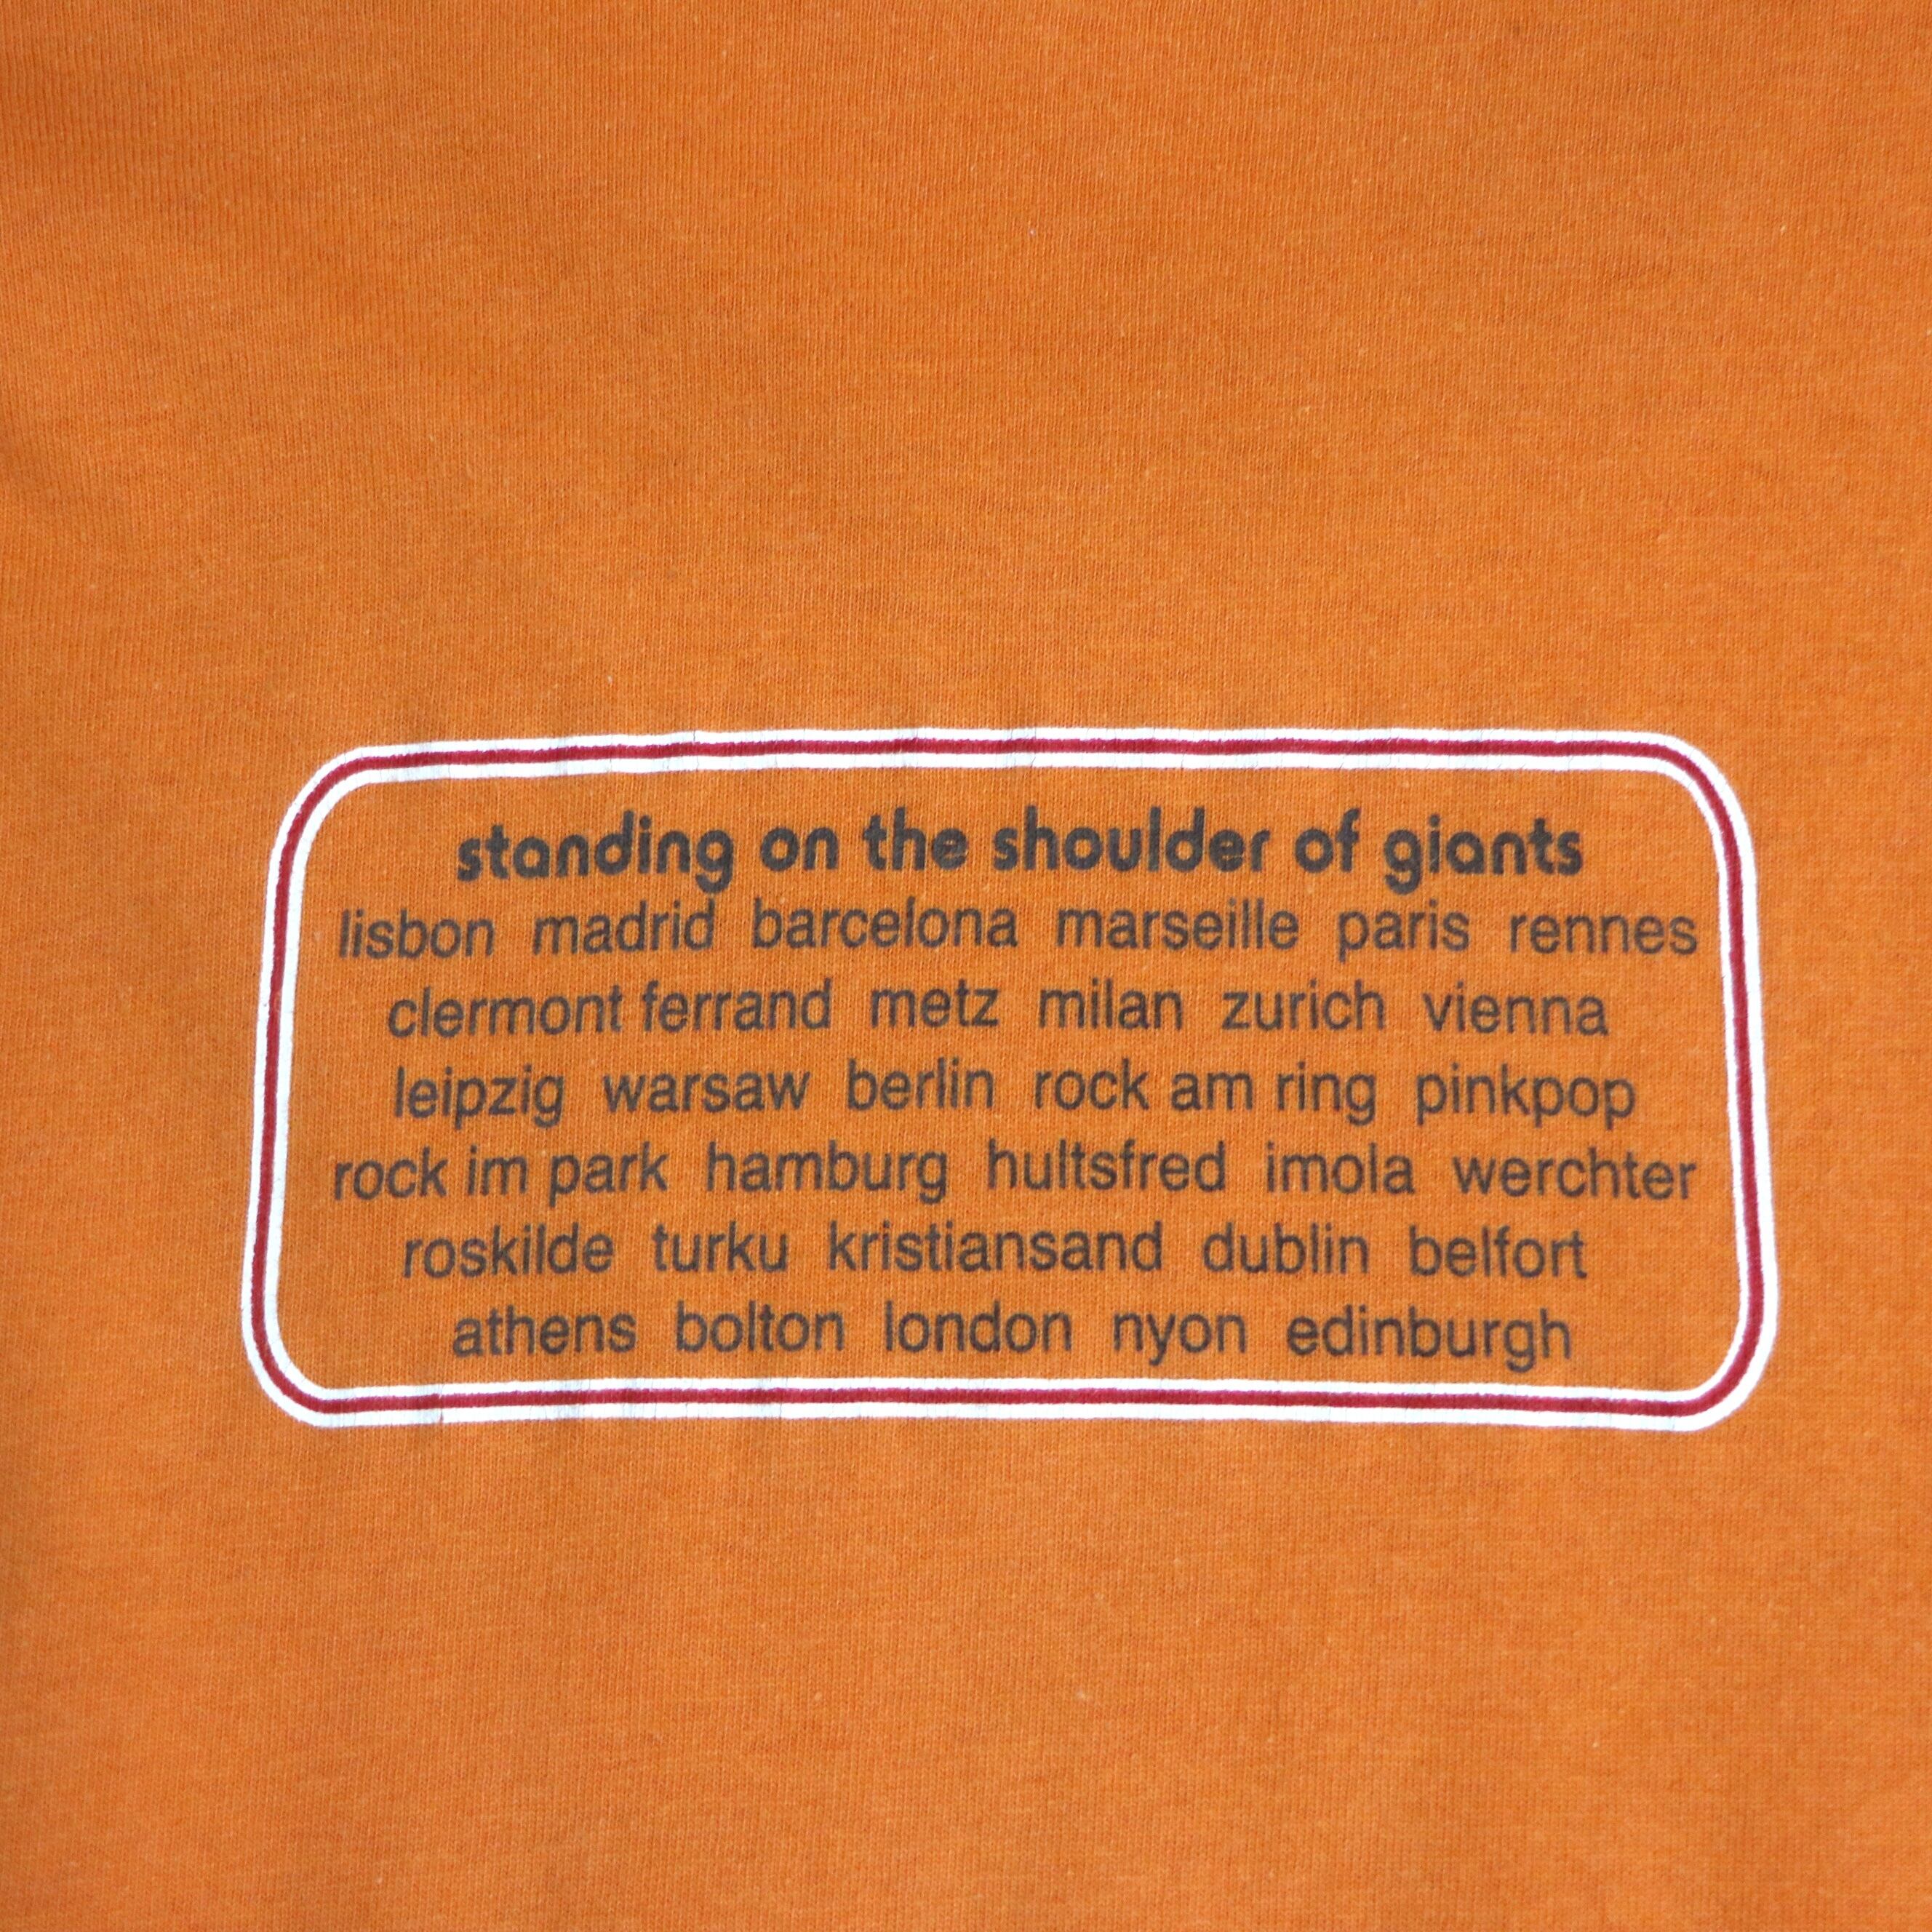 standing on the shoulder of giants
lisbon madrid barcelona marseille paris rennes
clermont ferrand metz milan zurich vienna
leipzig warsaw berlin rock am ring pinkpop
rock im park hamburg hultsfred imola werchter
roskilde turku kristiansand dublin belfort
athens bolton london nyon edinburgh